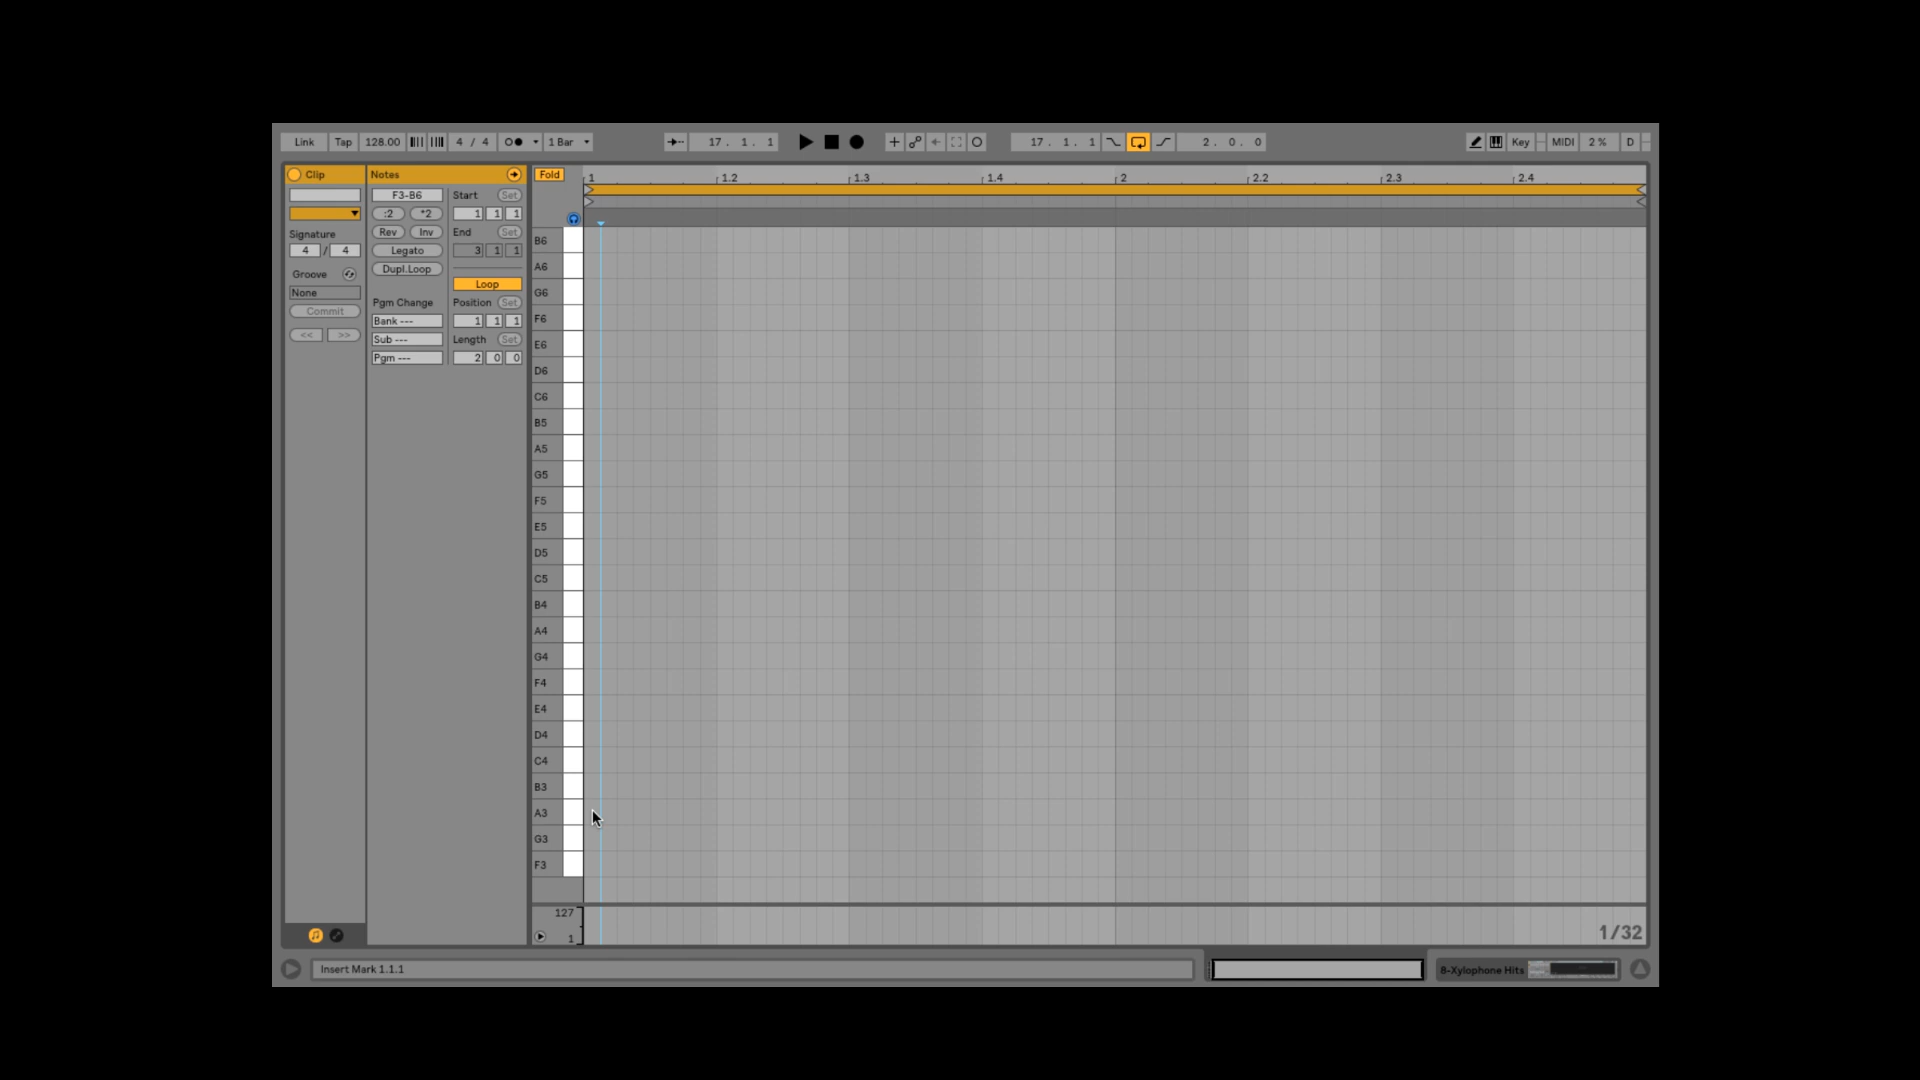 Link Tap 128.00 4 / 4 1 Bar 17 . 1 . 1 17 . 1 . 1 2 . 0 . 0 Key MIDI 2 % D
Clip
Signature
4 / 4
Groove
None
Commit
<< >>
Notes
F3-B6
:2 *2
Rev Inv
Legato
Dupl.Loop
Pgm Change
Bank ---
Sub ---
Pgm ---
Start Set
1 1 1
End Set
3 1 1
Loop
Position Set
1 1 1
Length Set
2 0 0
Fold
1 1.2 1.3 1.4 2 2.2 2.3 2.4
B6
A6
G6
F6
E6
D6
C6
B5
A5
G5
F5
E5
D5
C5
B4
A4
G4
F4
E4
D4
C4
B3
A3
G3
F3
127
1
1/32
Insert Mark 1.1.1
8-Xylophone Hits